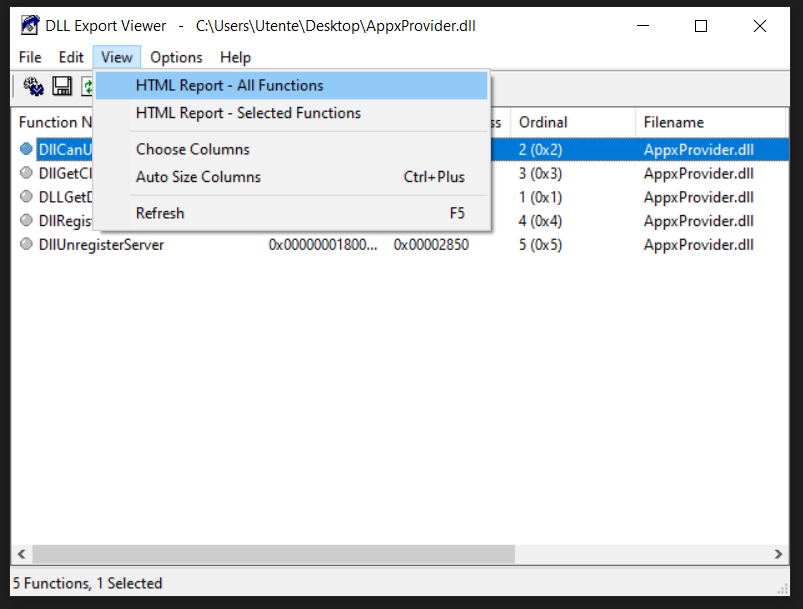 DLL Export Viewer - C:\Users\Utente\Desktop\AppxProvider.dll
File Edit View Options Help
HTML Report - All Functions
HTML Report - Selected Functions
Choose Columns
Auto Size Columns Ctrl+Plus
Refresh F5
Function N ss Ordinal Filename
DllCanU 2 (0x2) AppxProvider.dll
DllGetCl 3 (0x3) AppxProvider.dll
DLLGetD 1 (0x1) AppxProvider.dll
DllRegist 4 (0x4) AppxProvider.dll
DllUnregisterServer 0x00000001800... 0x00002850 5 (0x5) AppxProvider.dll
5 Functions, 1 Selected